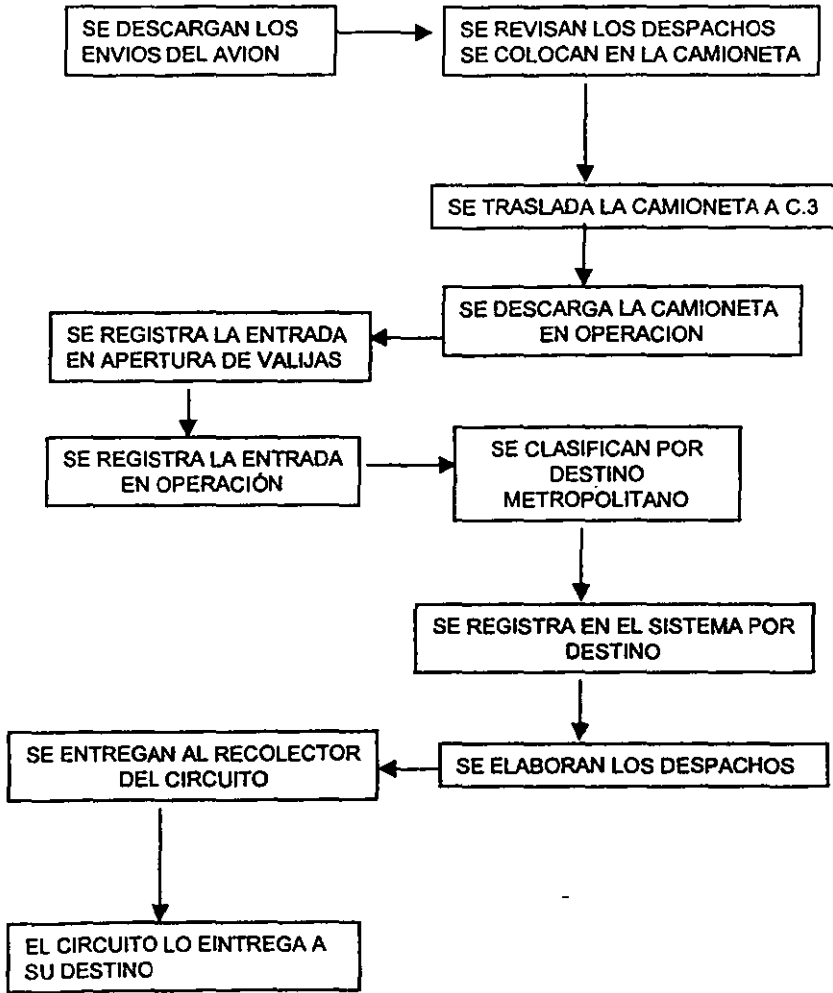 SE DESCARGAN LOS
ENVIOS DEL AVION
SE REVISAN LOS DESPACHOS
SE COLOCAN EN LA CAMIONETA
SE TRASLADA LA CAMIONETA A C.3
SE DESCARGA LA CAMIONETA
EN OPERACION
SE REGISTRA LA ENTRADA
EN APERTURA DE VALIJAS
SE REGISTRA LA ENTRADA
EN OPERACIÓN
SE CLASIFICAN POR
DESTINO
METROPOLITANO
SE REGISTRA EN EL SISTEMA POR
DESTINO
SE ELABORAN LOS DESPACHOS
SE ENTREGAN AL RECOLECTOR
DEL CIRCUITO
EL CIRCUITO LO EINTREGA A
SU DESTINO